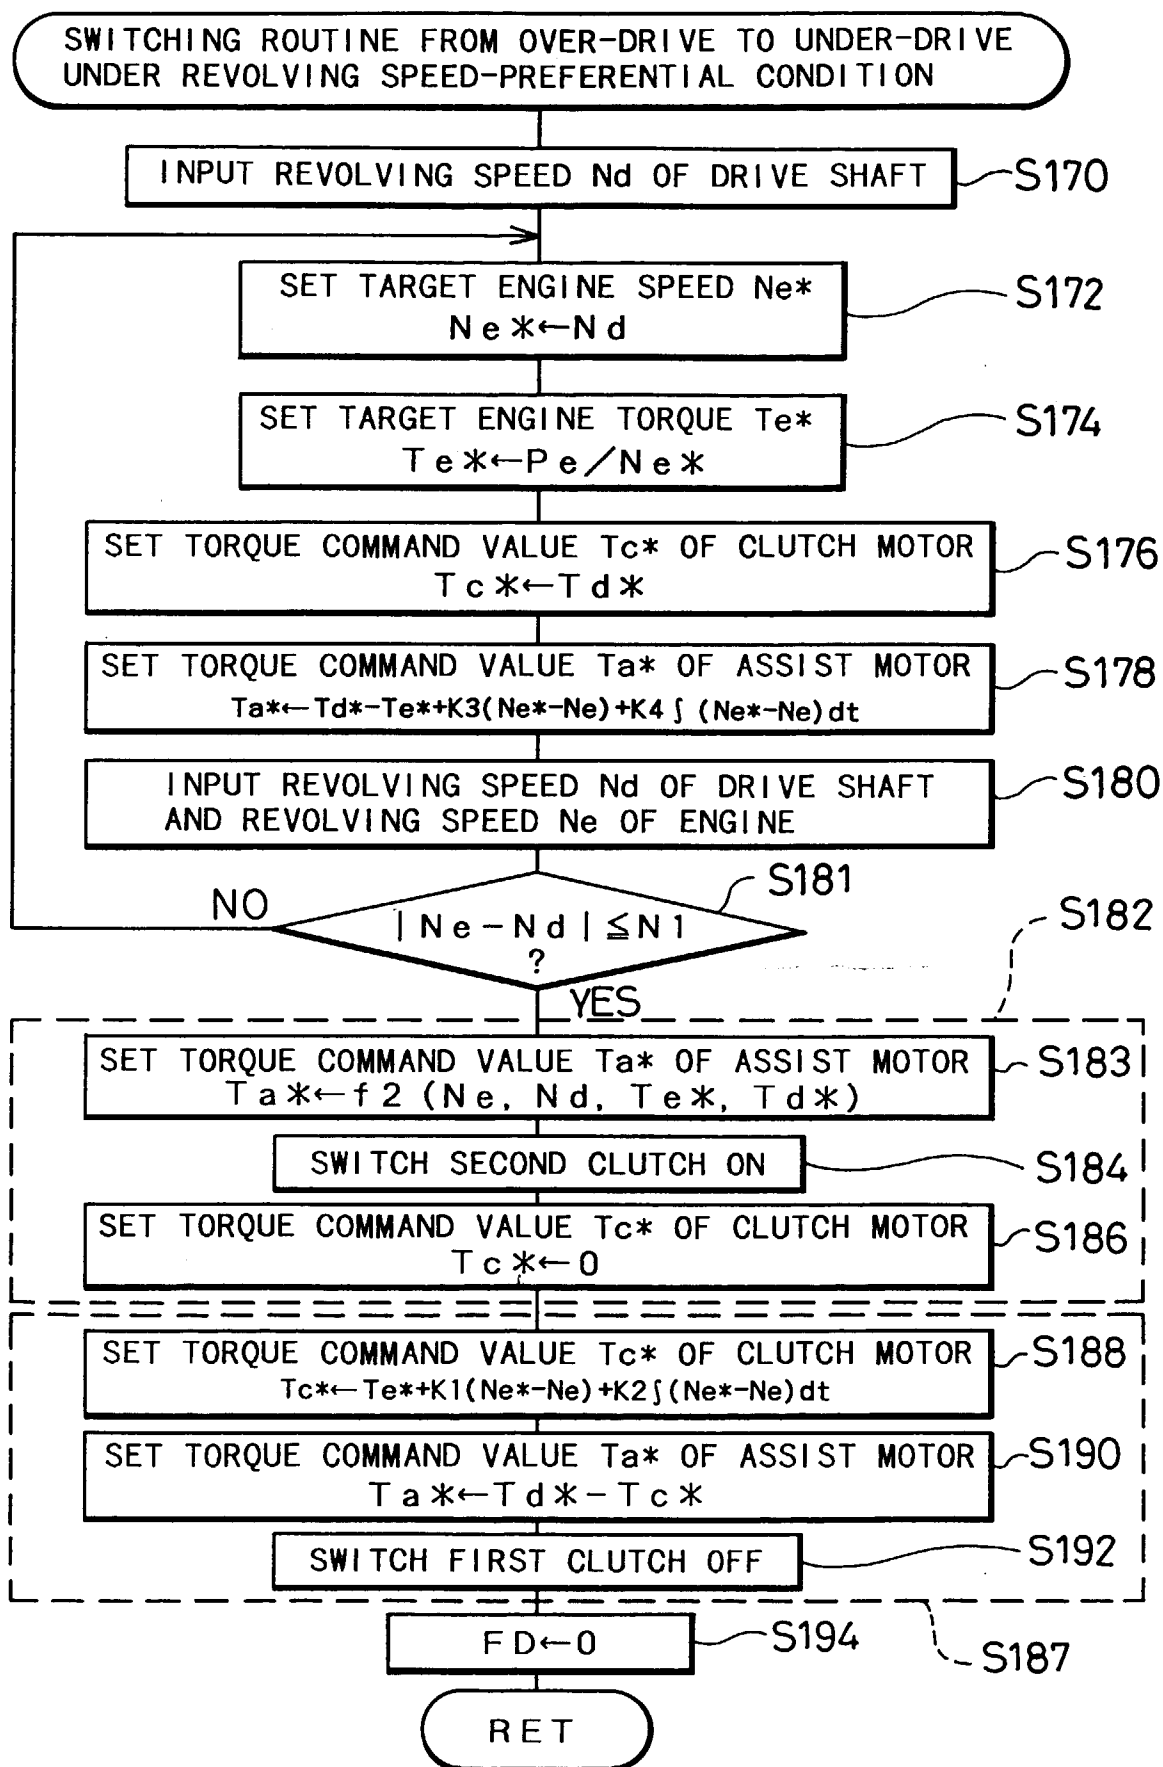 SWITCHING ROUTINE FROM OVER-DRIVE TO UNDER-DRIVE
UNDER REVOLVING SPEED-PREFERENTIAL CONDITION
INPUT REVOLVING SPEED Nd OF DRIVE SHAFT
S170
SET TARGET ENGINE SPEED Ne*
Ne*←Nd
S172
SET TARGET ENGINE TORQUE Te*
Te*←Pe/Ne*
S174
SET TORQUE COMMAND VALUE Tc* OF CLUTCH MOTOR
Tc*←Td*
S176
SET TORQUE COMMAND VALUE Ta* OF ASSIST MOTOR
Ta*←Td*-Te*+K3(Ne*-Ne)+K4∫(Ne*-Ne)dt
S178
INPUT REVOLVING SPEED Nd OF DRIVE SHAFT
AND REVOLVING SPEED Ne OF ENGINE
S180
S181
NO
|Ne-Nd|≦N1
?
YES
S182
SET TORQUE COMMAND VALUE Ta* OF ASSIST MOTOR
Ta*←f2(Ne, Nd, Te*, Td*)
S183
SWITCH SECOND CLUTCH ON
S184
SET TORQUE COMMAND VALUE Tc* OF CLUTCH MOTOR
Tc*←0
S186
SET TORQUE COMMAND VALUE Tc* OF CLUTCH MOTOR
Tc*←Te*+K1(Ne*-Ne)+K2∫(Ne*-Ne)dt
S188
SET TORQUE COMMAND VALUE Ta* OF ASSIST MOTOR
Ta*←Td*-Tc*
S190
SWITCH FIRST CLUTCH OFF
S192
FD←0
S194
S187
RET